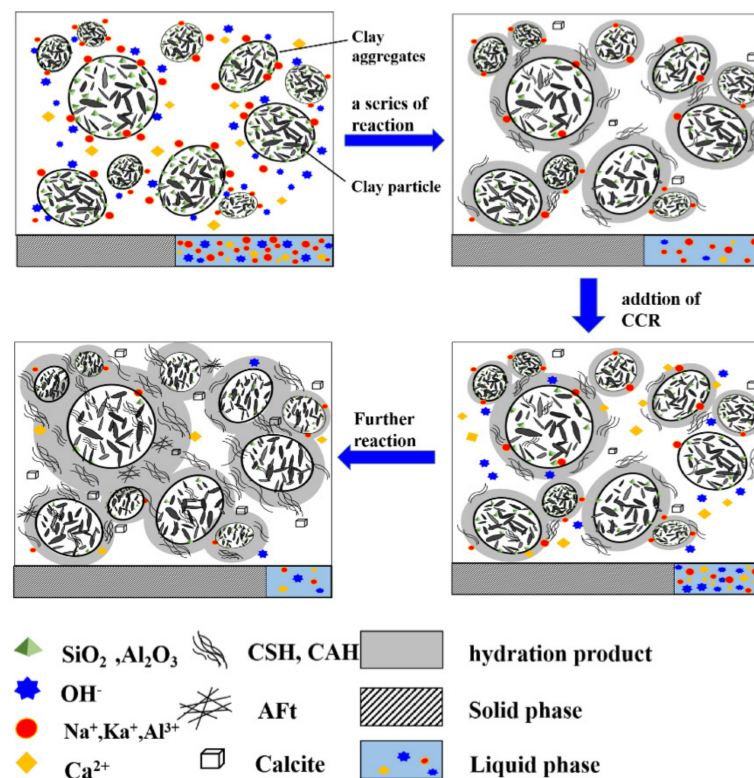 Clay
aggregates
a series of
reaction
Clay particle
addtion of
CCR
Further
reaction
SiO₂ ,Al₂O₃
CSH, CAH
hydration product
OH⁻
AFt
Solid phase
Na⁺,Ka⁺,Al³⁺
Ca²⁺
Calcite
Liquid phase